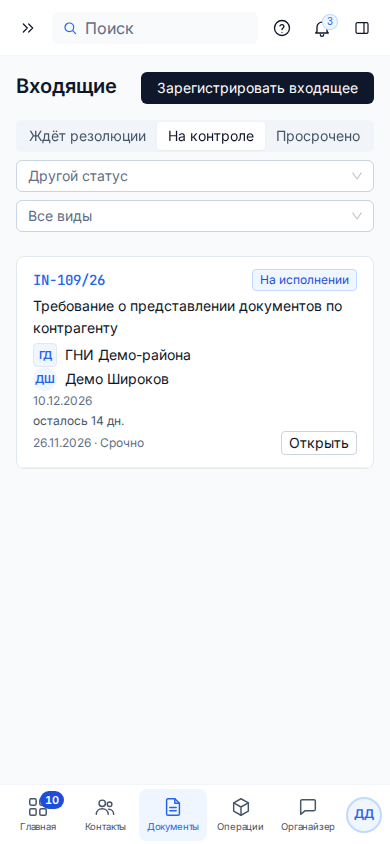 Поиск
3
Входящие
Зарегистрировать входящее
Ждёт резолюции
На контроле
Просрочено
Другой статус
Все виды
IN-109/26
На исполнении
Требование о представлении документов по
контрагенту
ГД
ГНИ Демо-района
ДШ
Демо Широков
10.12.2026
осталось 14 дн.
26.11.2026 · Срочно
Открыть
10
Главная
Контакты
Документы
Операции
Органайзер
ДД